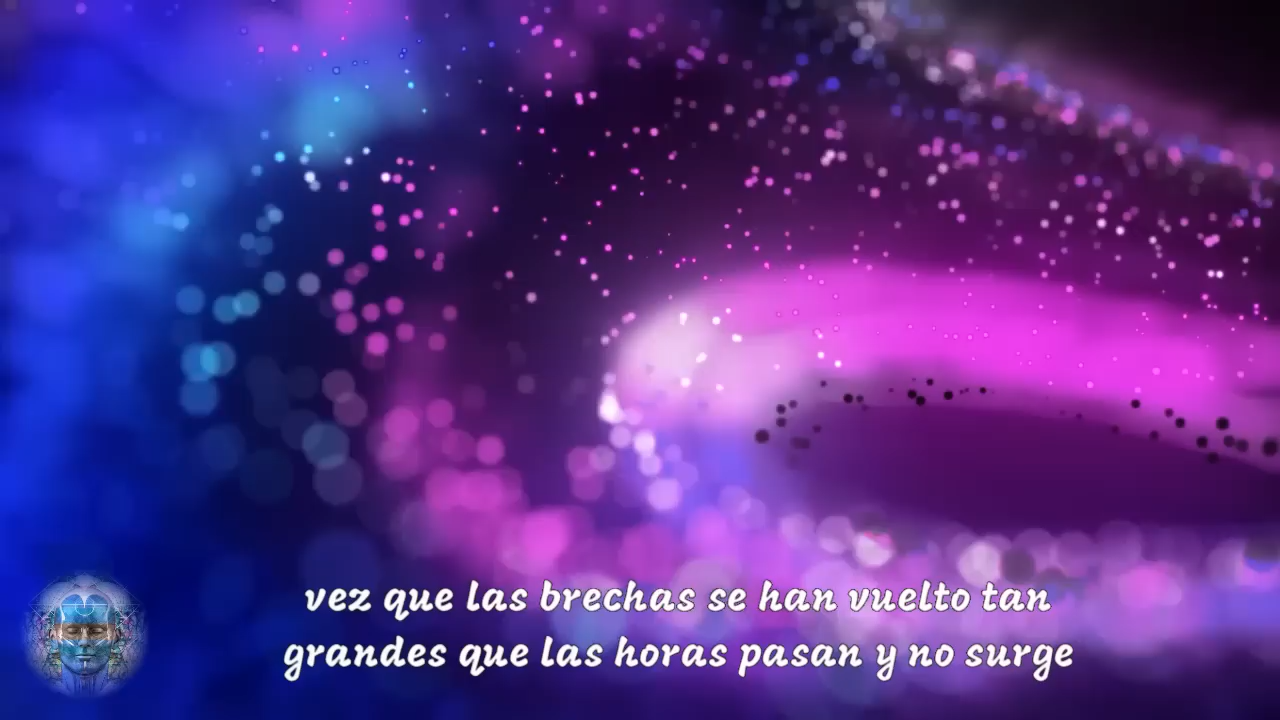 vez que las brechas se han vuelto tan
grandes que las horas pasan y no surge